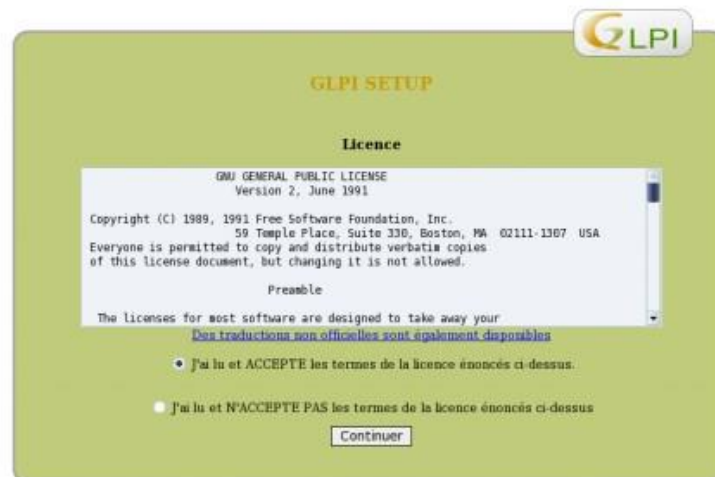 GLPI
GLPI SETUP
Licence
GNU GENERAL PUBLIC LICENSE
Version 2, June 1991
Copyright (C) 1989, 1991 Free Software Foundation, Inc.
59 Temple Place, Suite 330, Boston, MA 02111-1307 USA
Everyone is permitted to copy and distribute verbatim copies
of this license document, but changing it is not allowed.
Preamble
The licenses for most software are designed to take away your
Des traductions non officielles sont également disponibles
J'ai lu et ACCEPTE les termes de la licence énoncés ci-dessus.
J'ai lu et N'ACCEPTE PAS les termes de la licence énoncés ci-dessus
Continuer